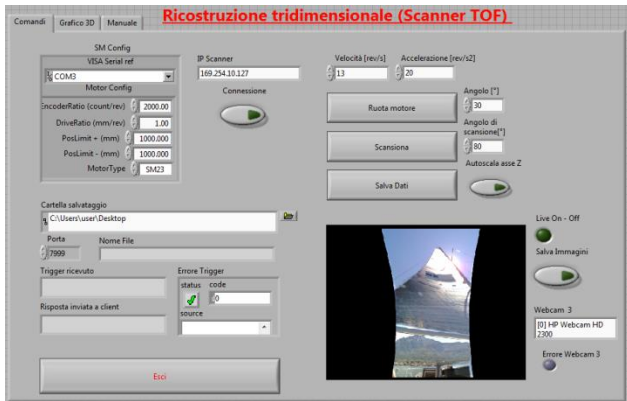 Ricostruzione tridimensionale (Scanner TOF)
Comandi
Grafico 3D
Manuale
SM Config
VISA Serial ref
COM3
Motor Config
EncoderRatio (count/rev) 2000.00
DriveRatio (mm/rev) 1.00
PosLimit + (mm) 1000.000
PosLimit - (mm) 1000.000
MotorType SM23
IP Scanner
169.254.10.127
Connessione
Velocità [rev/s]
13
Accelerazione [rev/s2]
20
Ruota motore
Angolo [°]
30
Scansiona
Angolo di
scansione[°]
80
Salva Dati
Autoscala asse Z
Cartella salvataggio
C:\Users\user\Desktop
Porta
7999
Nome File
Trigger ricevuto
Risposta inviata a client
Errore Trigger
status code
0
source
Esci
Live On - Off
Salva Immagini
Webcam 3
[0] HP Webcam HD
2300
Errore Webcam 3